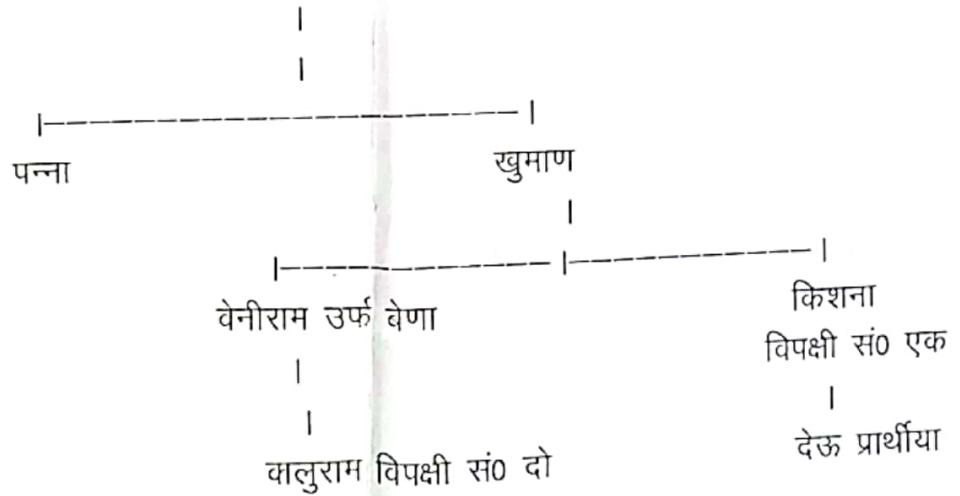 पन्ना
खुमाण
वेनीराम उर्फ बेणा
किशना
विपक्षी सं0 एक
देऊ प्रार्थीया
कालुराम विपक्षी सं0 दो